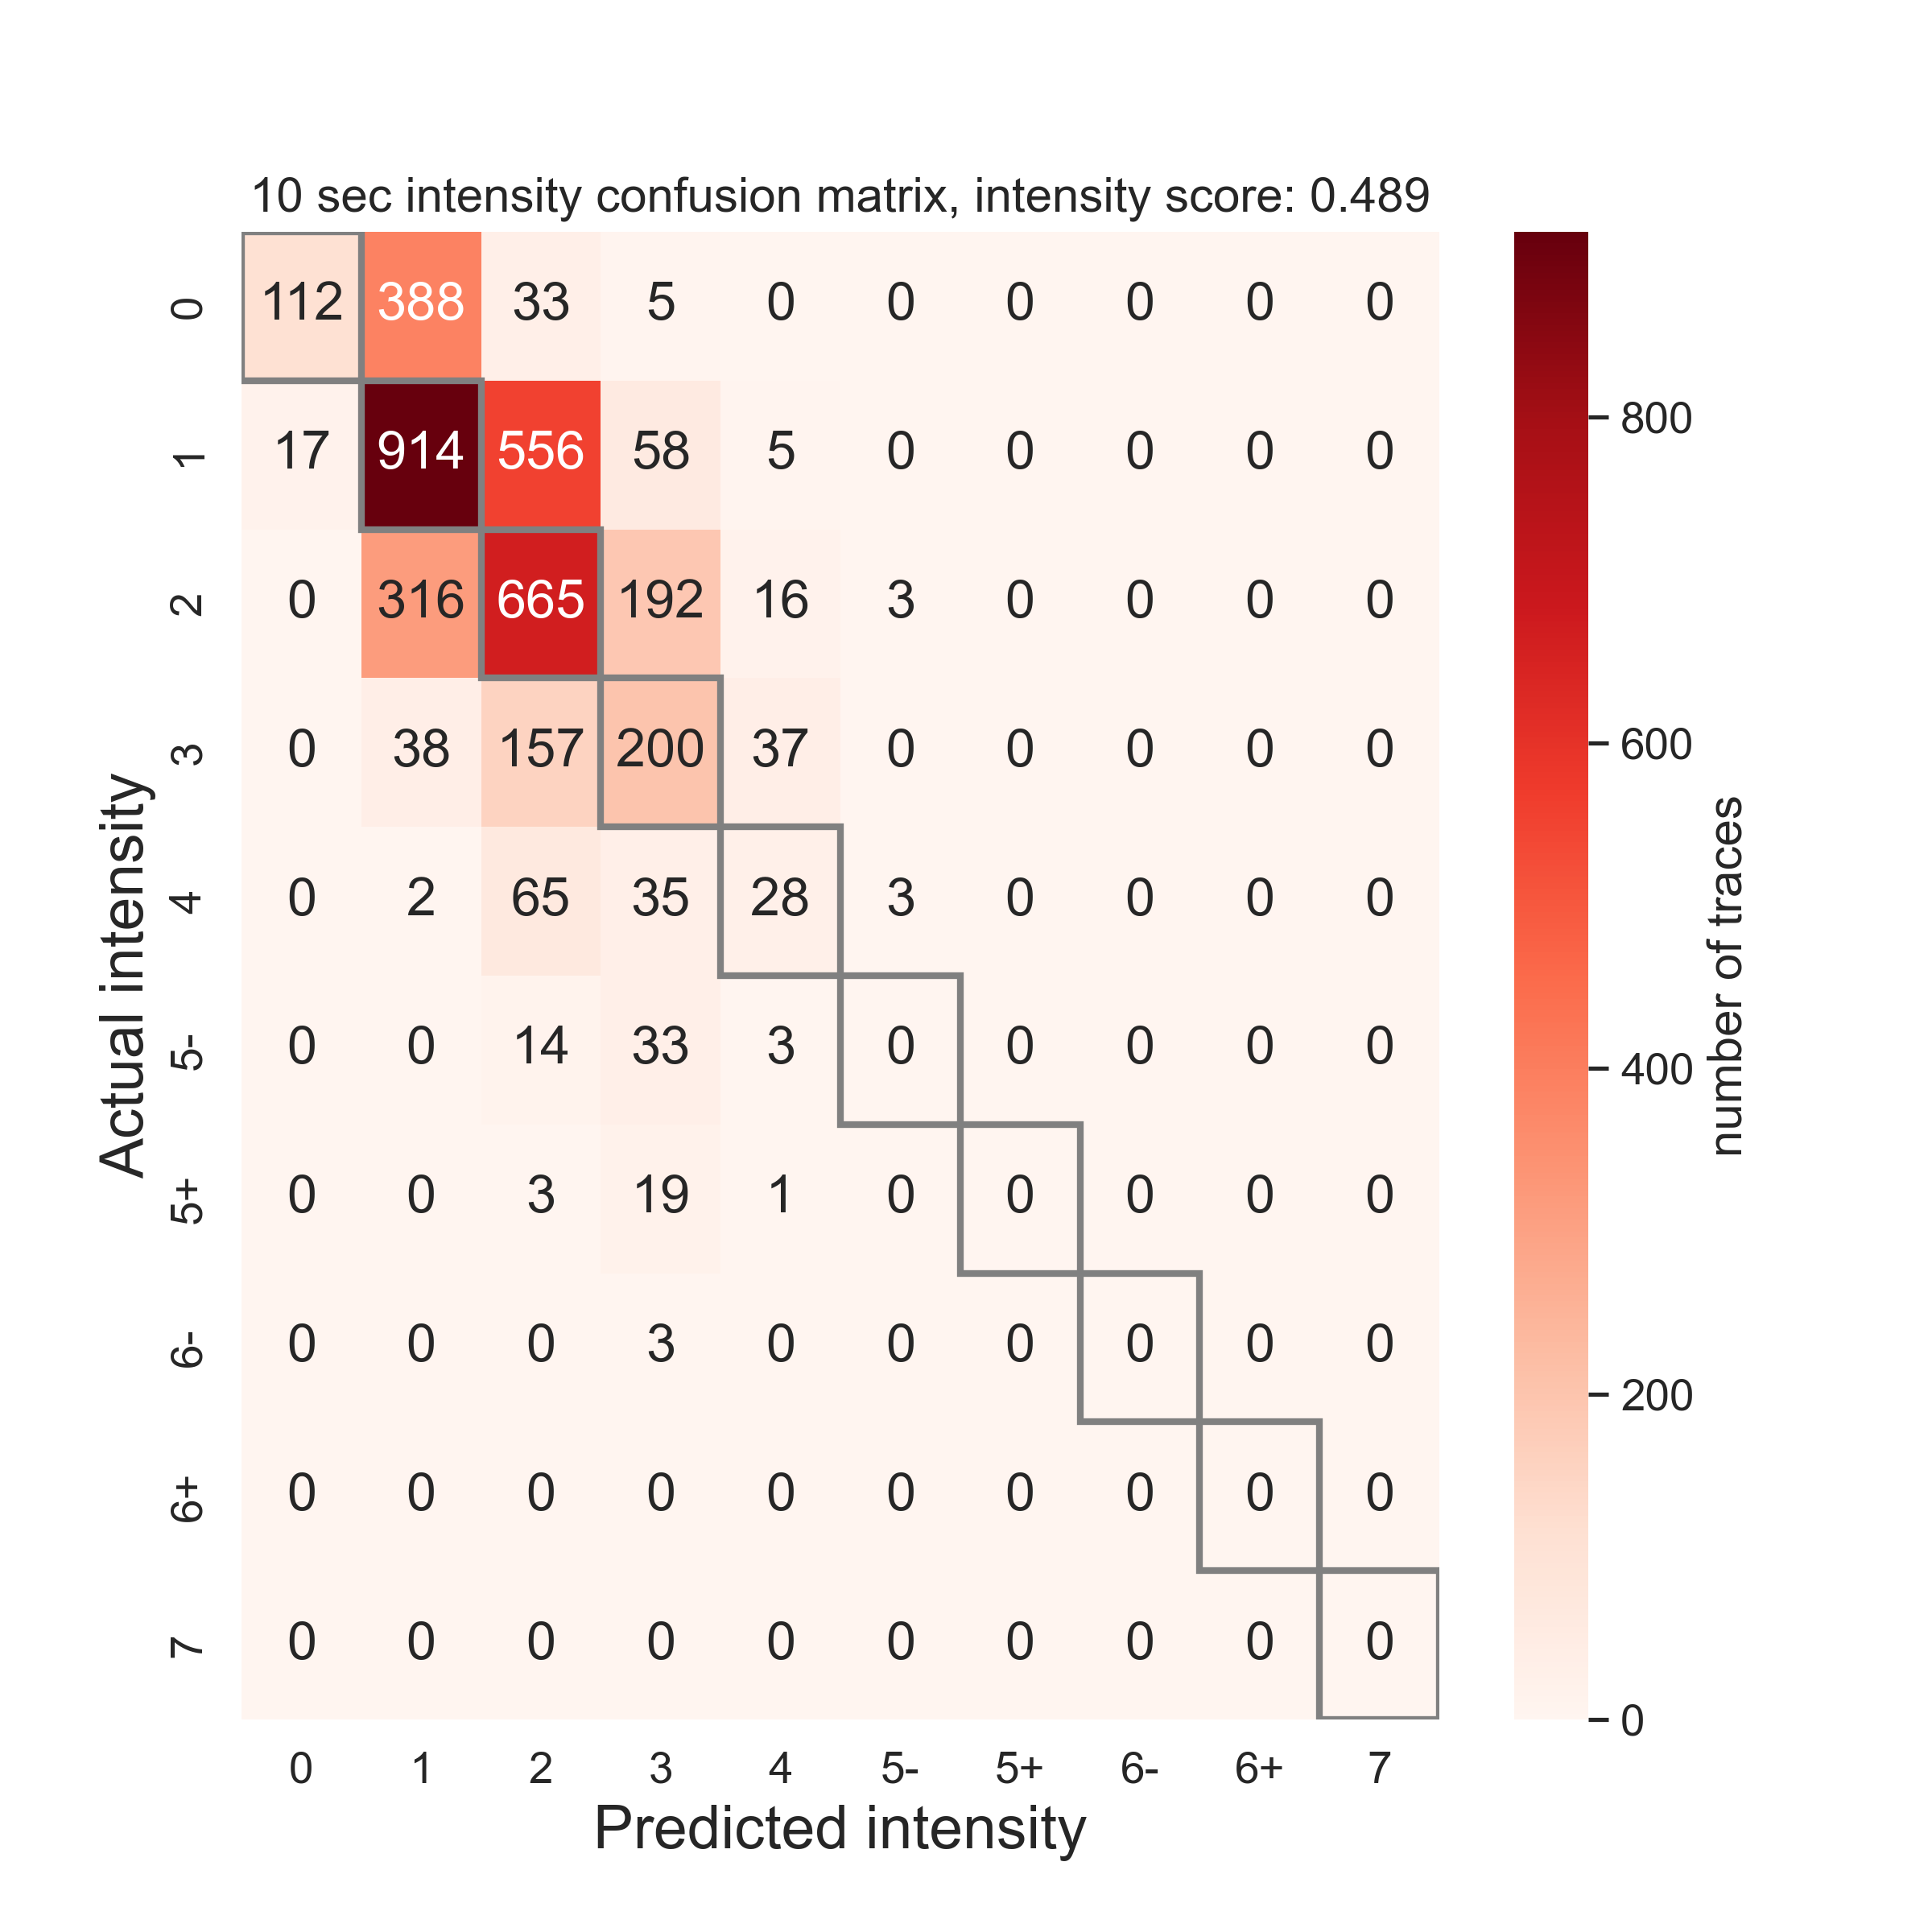 10 sec intensity confusion matrix, intensity score: 0.489
0 112 388 33 5 0 0 0 0 0 0
1 17 914 556 58 5 0 0 0 0 0
2 0 316 665 192 16 3 0 0 0 0
3 0 38 157 200 37 0 0 0 0 0
4 0 2 65 35 28 3 0 0 0 0
5- 0 0 14 33 3 0 0 0 0 0
5+ 0 0 3 19 1 0 0 0 0 0
6- 0 0 0 3 0 0 0 0 0 0
6+ 0 0 0 0 0 0 0 0 0 0
7 0 0 0 0 0 0 0 0 0 0
0 1 2 3 4 5- 5+ 6- 6+ 7
Predicted intensity
Actual intensity
800
600
400
200
0
number of traces